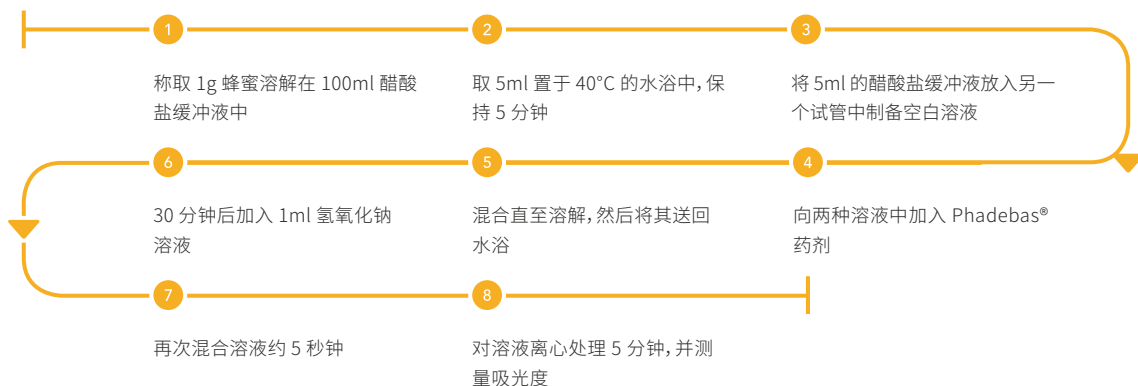 1
称取 1g 蜂蜜溶解在 100ml 醋酸
盐缓冲液中
2
取 5ml 置于 40°C 的水浴中,保
持 5 分钟
3
将 5ml 的醋酸盐缓冲液放入另一
个试管中制备空白溶液
4
向两种溶液中加入 Phadebas®
药剂
5
混合直至溶解,然后将其送回
水浴
6
30 分钟后加入 1ml 氢氧化钠
溶液
7
再次混合溶液约 5 秒钟
8
对溶液离心处理 5 分钟,并测
量吸光度